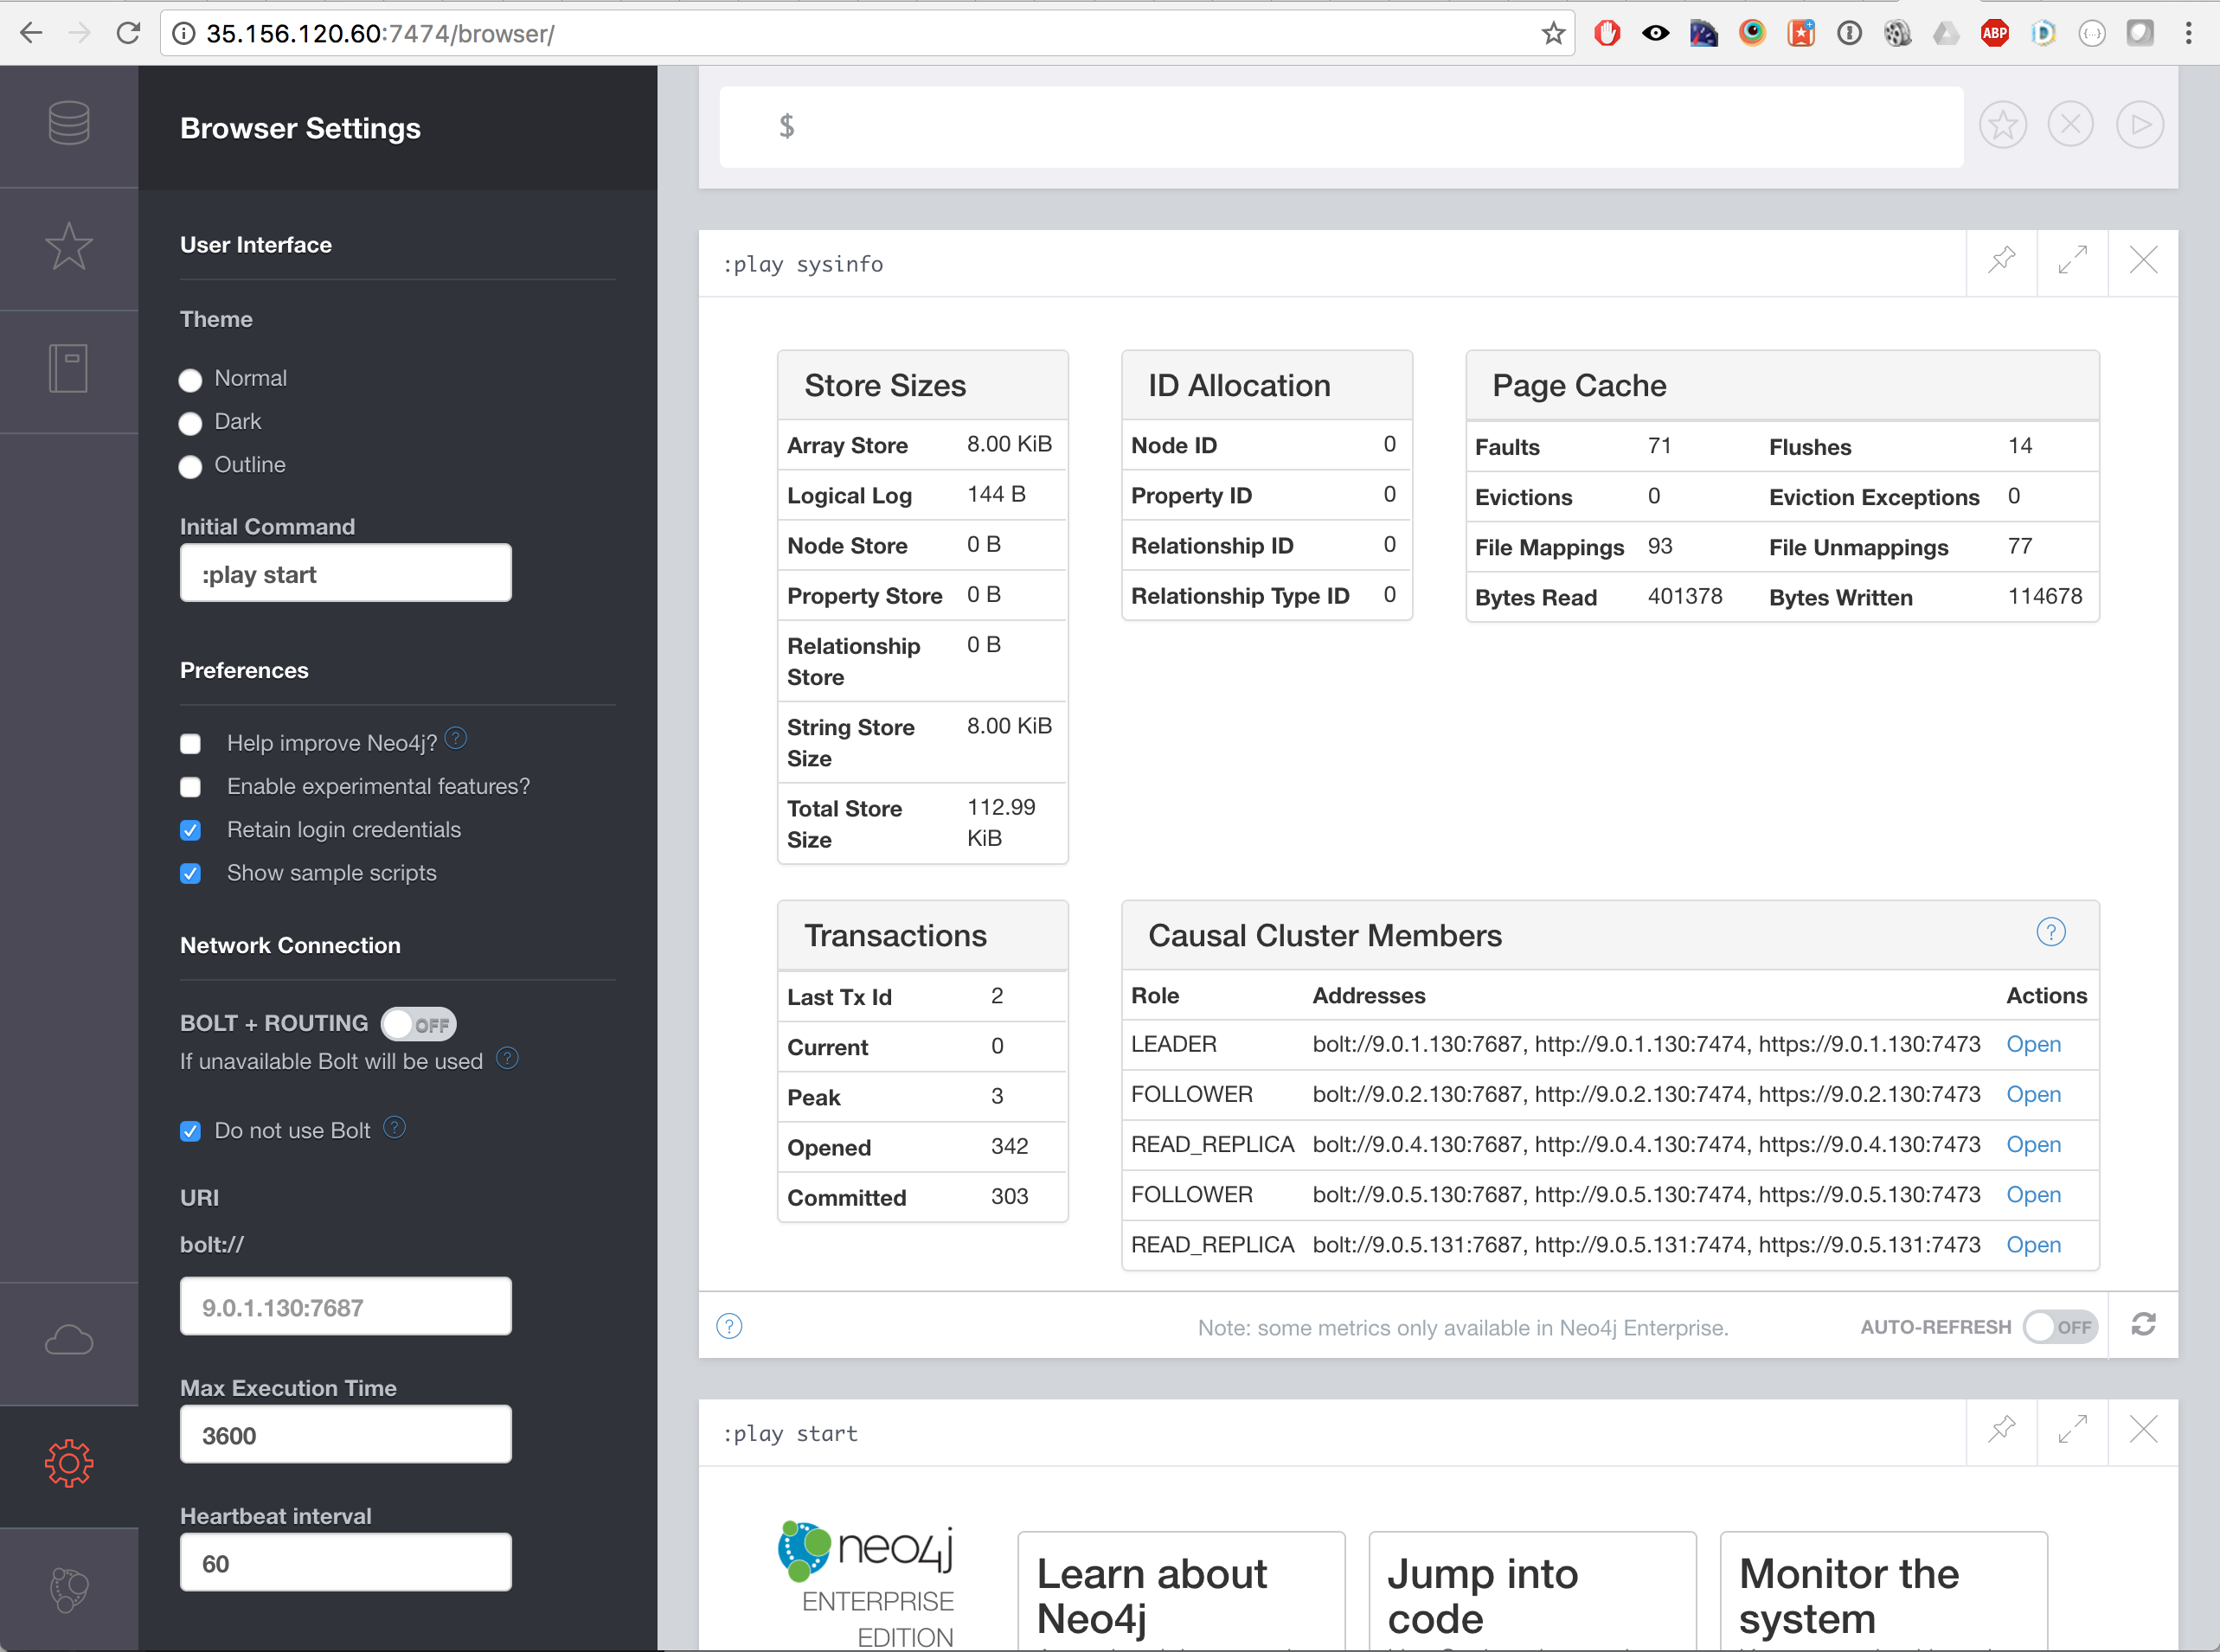 35.156.120.60:7474/browser/
ABP
Browser Settings
User Interface
Theme
Normal
Dark
Outline
Initial Command
:play start
Preferences
Help improve Neo4j? ?
Enable experimental features?
Retain login credentials
Show sample scripts
Network Connection
BOLT + ROUTING OFF
If unavailable Bolt will be used ?
Do not use Bolt ?
URI
bolt://
9.0.1.130:7687
Max Execution Time
3600
Heartbeat interval
60
$
:play sysinfo
Store Sizes
Array Store 8.00 KiB
Logical Log 144 B
Node Store 0 B
Property Store 0 B
Relationship 0 B
Store
String Store 8.00 KiB
Size
Total Store 112.99
Size KiB
ID Allocation
Node ID 0
Property ID 0
Relationship ID 0
Relationship Type ID 0
Page Cache
Faults 71 Flushes 14
Evictions 0 Eviction Exceptions 0
File Mappings 93 File Unmappings 77
Bytes Read 401378 Bytes Written 114678
Transactions
Last Tx Id 2
Current 0
Peak 3
Opened 342
Committed 303
Causal Cluster Members ?
Role Addresses Actions
LEADER bolt://9.0.1.130:7687, http://9.0.1.130:7474, https://9.0.1.130:7473 Open
FOLLOWER bolt://9.0.2.130:7687, http://9.0.2.130:7474, https://9.0.2.130:7473 Open
READ_REPLICA bolt://9.0.4.130:7687, http://9.0.4.130:7474, https://9.0.4.130:7473 Open
FOLLOWER bolt://9.0.5.130:7687, http://9.0.5.130:7474, https://9.0.5.130:7473 Open
READ_REPLICA bolt://9.0.5.131:7687, http://9.0.5.131:7474, https://9.0.5.131:7473 Open
? Note: some metrics only available in Neo4j Enterprise. AUTO-REFRESH OFF
:play start
neo4j
ENTERPRISE
EDITION
Learn about
Neo4j
Jump into
code
Monitor the
system